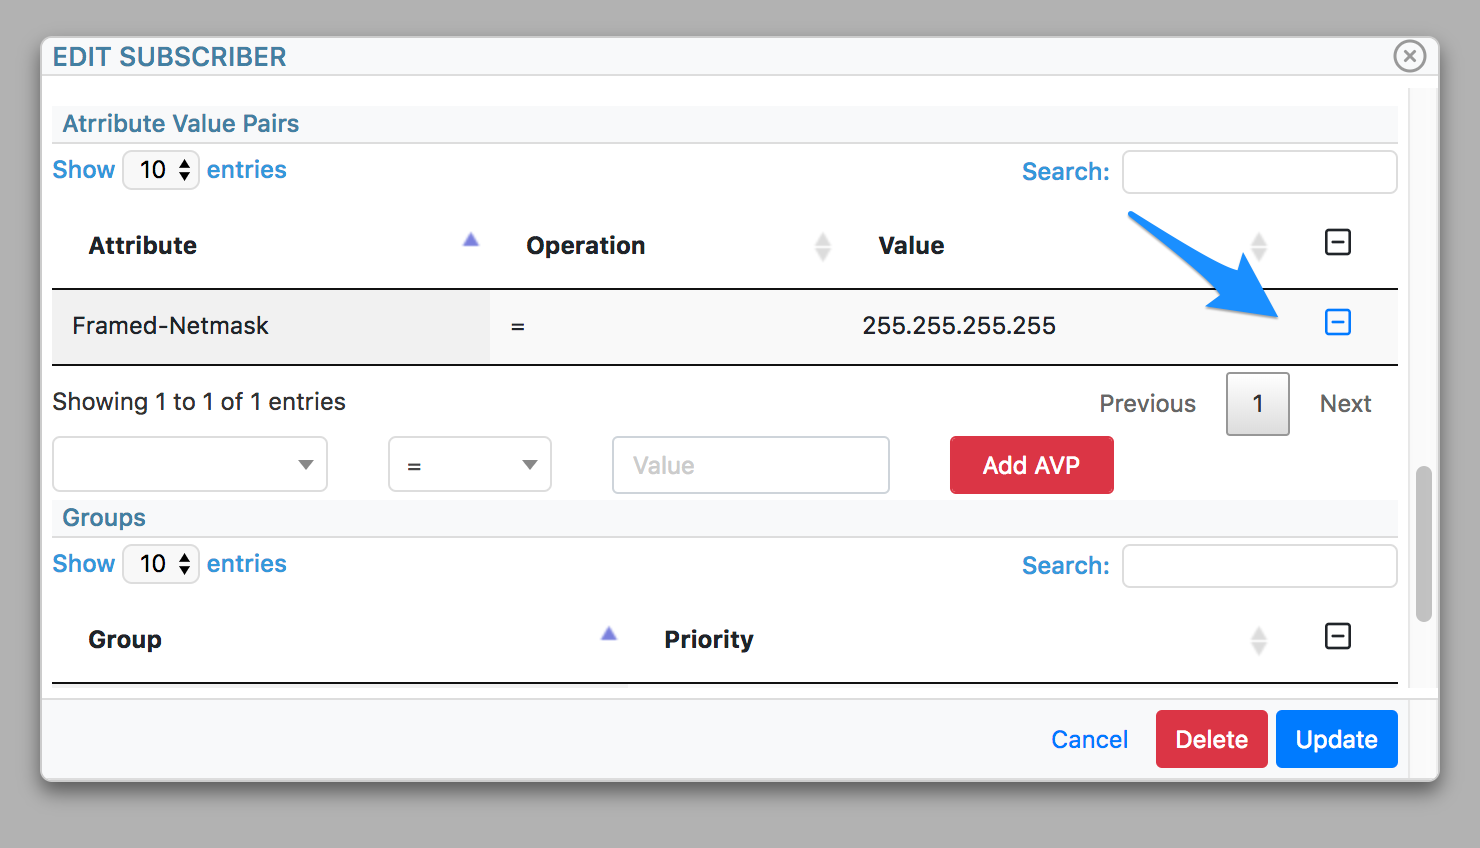 EDIT SUBSCRIBER
Atrribute Value Pairs
Show 10 entries Search:
Attribute Operation Value
Framed-Netmask = 255.255.255.255
Showing 1 to 1 of 1 entries Previous 1 Next
= Value Add AVP
Groups
Show 10 entries Search:
Group Priority
Cancel Delete Update